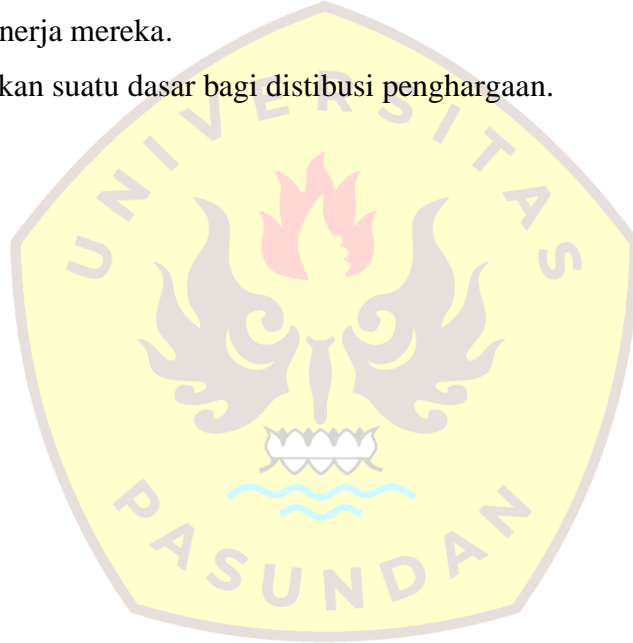 nerja mereka.
kan suatu dasar bagi distibusi penghargaan.
UNIVERSITAS
PASUNDAN